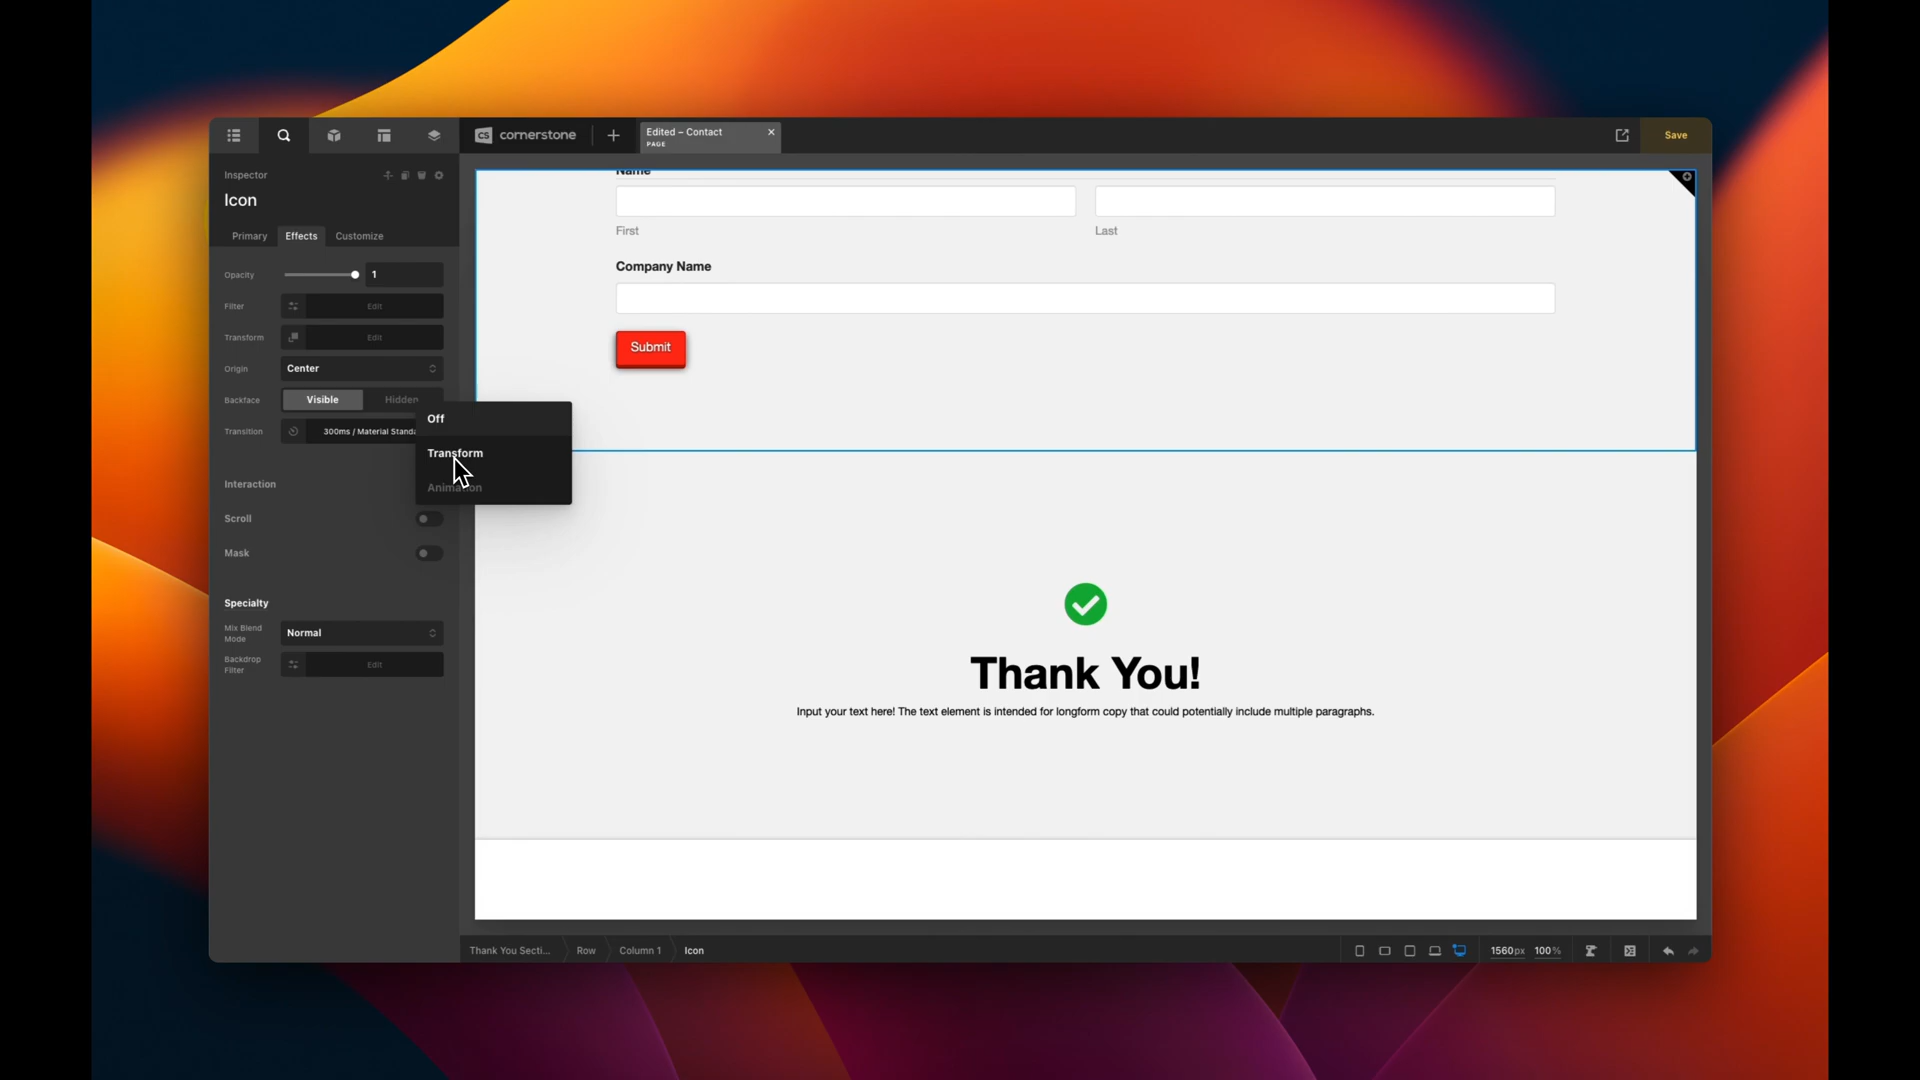 cornerstone
Edited – Contact
PAGE
Save
Inspector
Icon
Primary
Effects
Customize
Opacity
1
Filter
Edit
Transform
Edit
Origin
Center
Backface
Visible
Hidden
Transition
300ms / Material Standa
Off
Transform
Animation
Interaction
Scroll
Mask
Specialty
Mix Blend
Mode
Normal
Backdrop
Filter
Edit
Name
First
Last
Company Name
Submit
Thank You!
Input your text here! The text element is intended for longform copy that could potentially include multiple paragraphs.
Thank You Secti...
Row
Column 1
Icon
1560px
100%